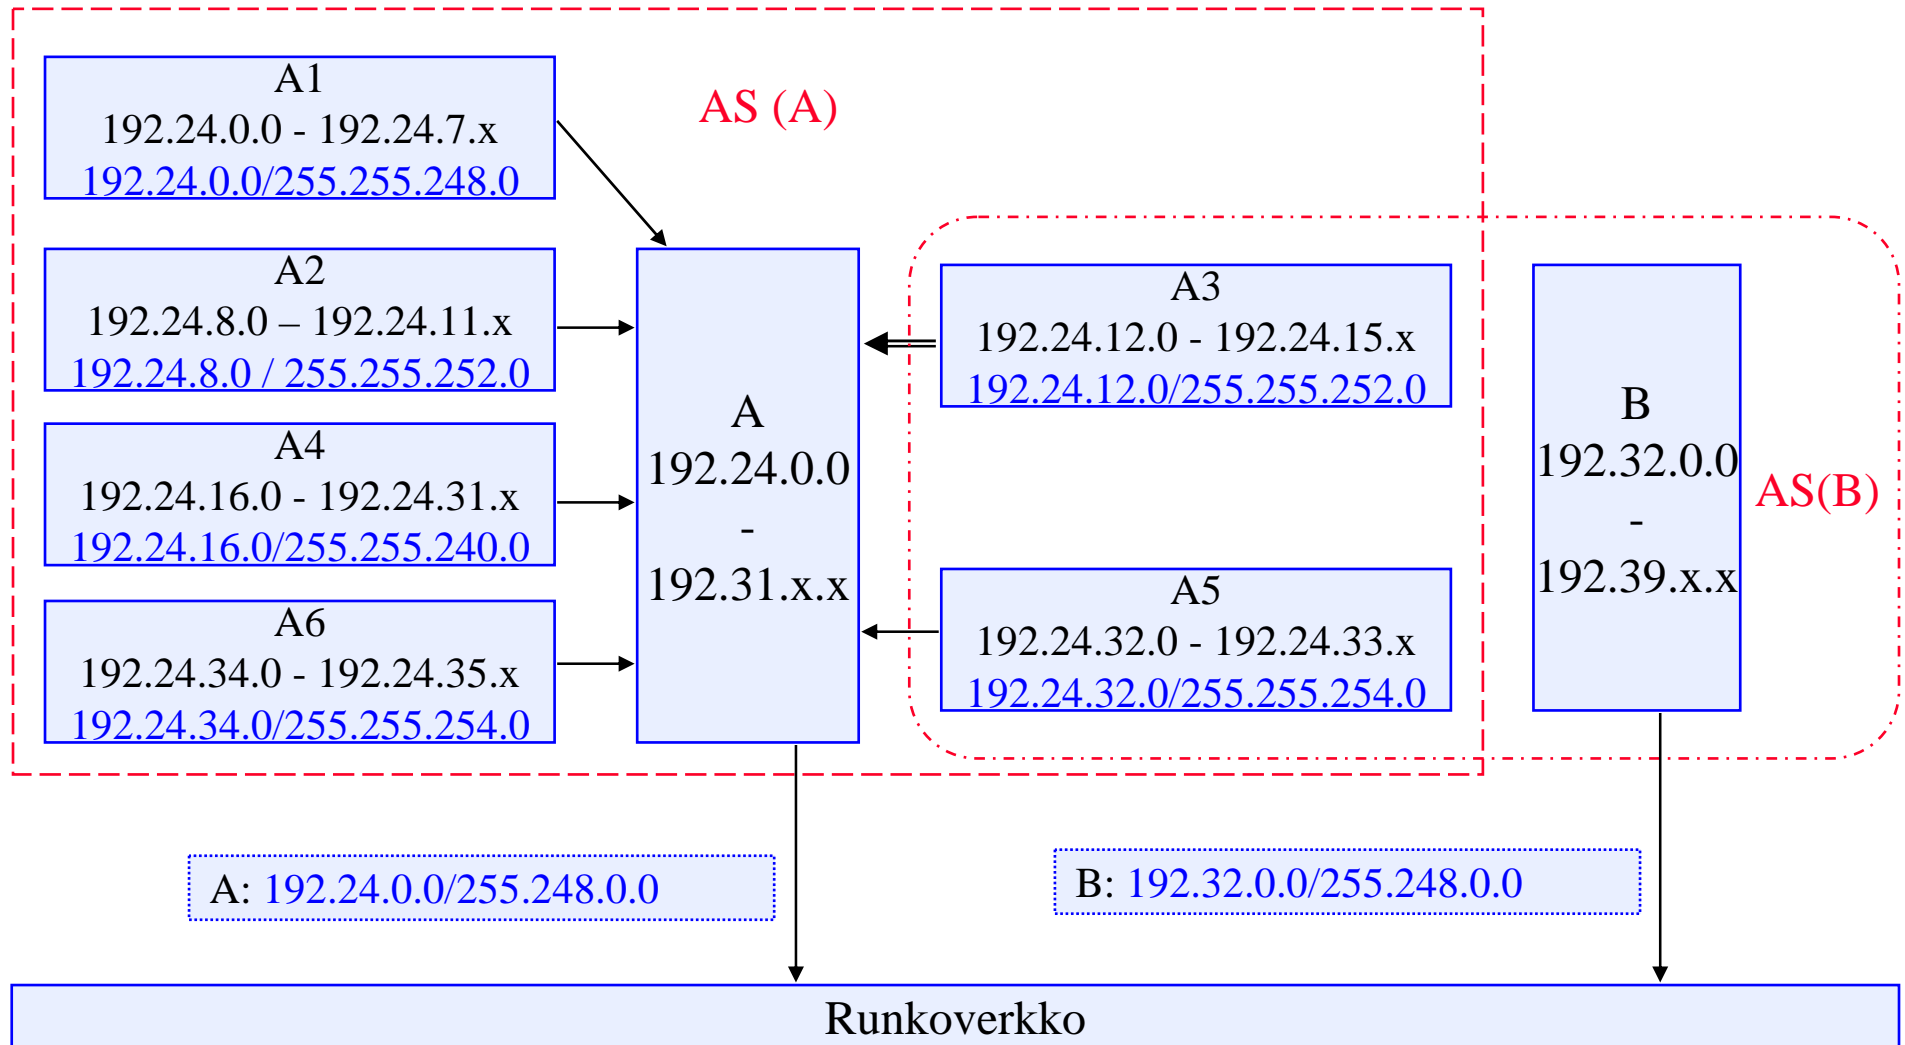 A1
192.24.0.0 - 192.24.7.x
192.24.0.0/255.255.248.0
AS (A)
A2
192.24.8.0 – 192.24.11.x
192.24.8.0 / 255.255.252.0
A4
192.24.16.0 - 192.24.31.x
192.24.16.0/255.255.240.0
A6
192.24.34.0 - 192.24.35.x
192.24.34.0/255.255.254.0
A
192.24.0.0
-
192.31.x.x
A3
192.24.12.0 - 192.24.15.x
192.24.12.0/255.255.252.0
A5
192.24.32.0 - 192.24.33.x
192.24.32.0/255.255.254.0
B
192.32.0.0
-
192.39.x.x
AS(B)
A: 192.24.0.0/255.248.0.0
B: 192.32.0.0/255.248.0.0
Runkoverkko